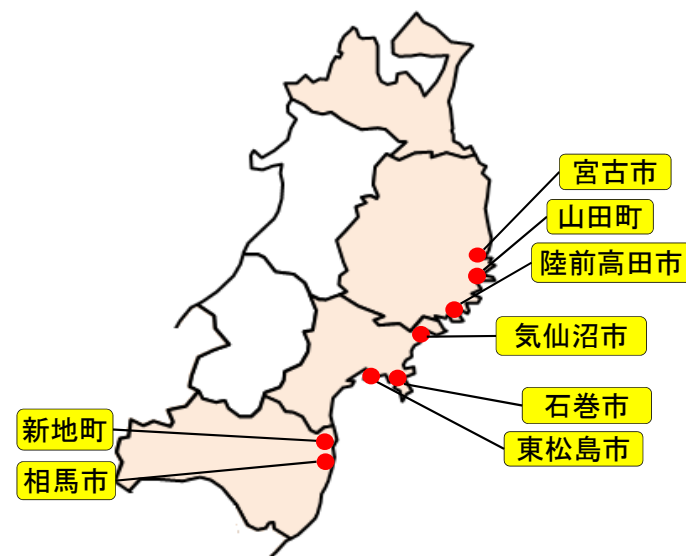 宮古市
山田町
陸前高田市
気仙沼市
石巻市
東松島市
新地町
相馬市